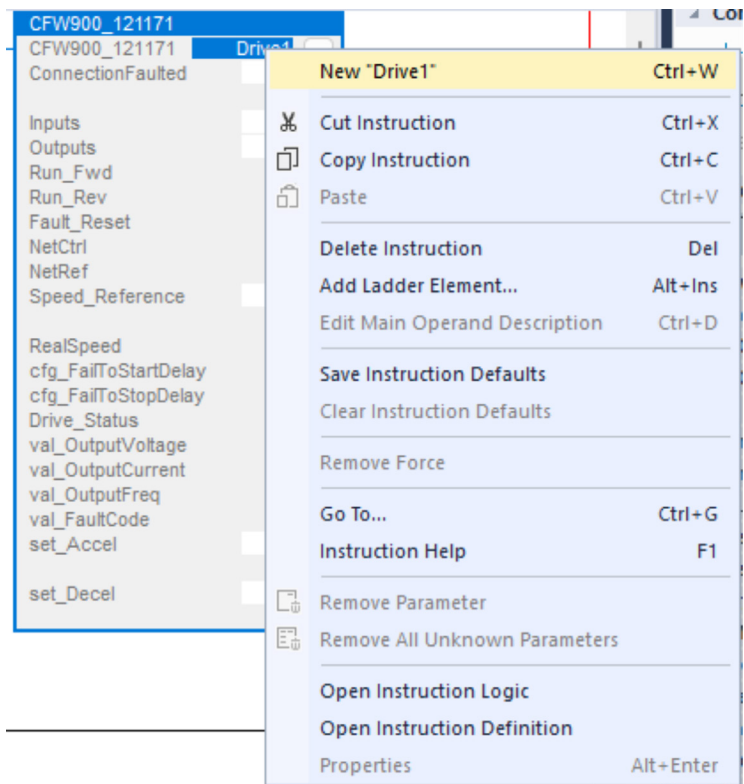 CFW900_121171
CFW900_121171 Drive1
ConnectionFaulted
Inputs
Outputs
Run_Fwd
Run_Rev
Fault_Reset
NetCtrl
NetRef
Speed_Reference
RealSpeed
cfg_FailToStartDelay
cfg_FailToStopDelay
Drive_Status
val_OutputVoltage
val_OutputCurrent
val_OutputFreq
val_FaultCode
set_Accel
set_Decel
New "Drive1" Ctrl+W
Cut Instruction Ctrl+X
Copy Instruction Ctrl+C
Paste Ctrl+V
Delete Instruction Del
Add Ladder Element... Alt+Ins
Edit Main Operand Description Ctrl+D
Save Instruction Defaults
Clear Instruction Defaults
Remove Force
Go To... Ctrl+G
Instruction Help F1
Remove Parameter
Remove All Unknown Parameters
Open Instruction Logic
Open Instruction Definition
Properties Alt+Enter